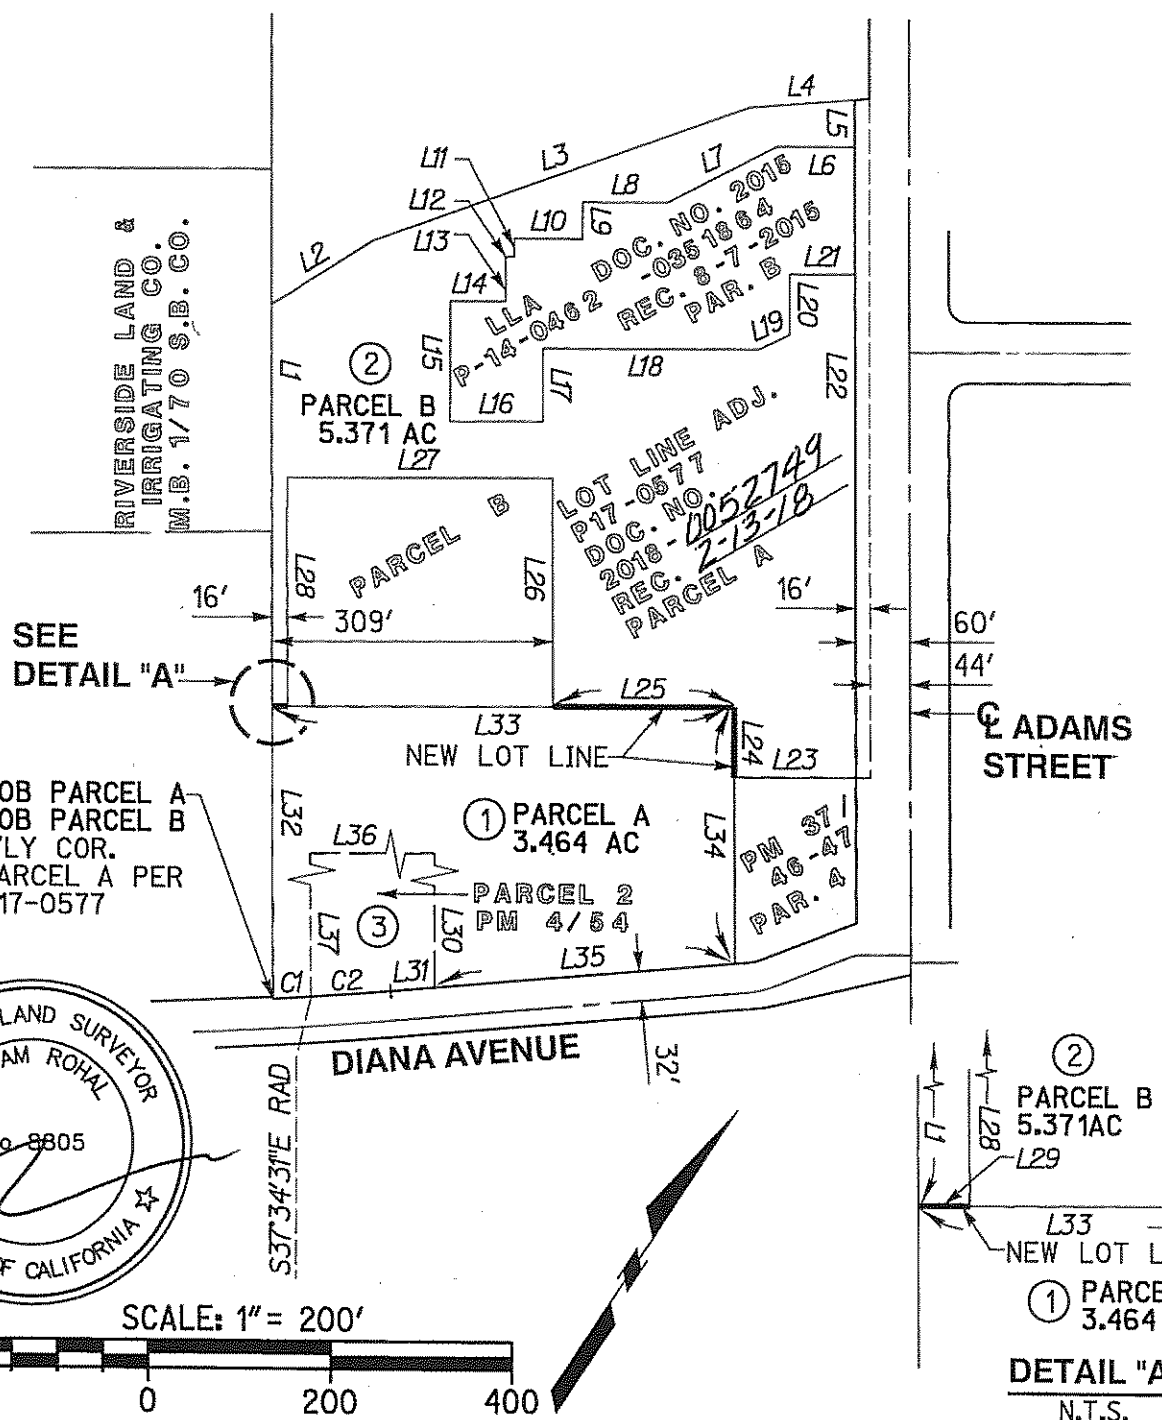 L4
L5
L3
L11
L7
L6
L12
L8
L10
L9
L13
L2
L21
L14
LLA DOC. NO. 2015
P-14-0462 -0351864
REC. 8-7-2015
PAR. B
L20
L19
L15
L18
L17
L16
L1
L22
RIVERSIDE LAND &
IRRIGATING CO.
M.B. 1/70 S.B. CO.
2
PARCEL B
5.371 AC
L27
LOT LINE ADJ.
P17-0577
DOC. NO.
2018-0052749
REC. 2-13-18
PARCEL A
PARCEL B
L28
L26
16'
309'
16'
60'
44'
SEE
DETAIL "A"
L25
L33
NEW LOT LINE
L24
L23
℄ ADAMS
STREET
OB PARCEL A
OB PARCEL B
'LY COR.
ARCEL A PER
17-0577
L32
L36
1 PARCEL A
3.464 AC
L34
PM 37/
46-47
PAR. 4
PARCEL 2
PM 4/54
L37
3
L30
C1
C2
L31
L35
DIANA AVENUE
32'
S37°34'31"E RAD
LAND SURVEYOR
AM ROHAL
o 8805
OF CALIFORNIA
2
PARCEL B
5.371AC
L1
L28
L29
L33
NEW LOT L
1 PARCE
3.464
DETAIL "A
N.T.S.
SCALE: 1"= 200'
0 200 400